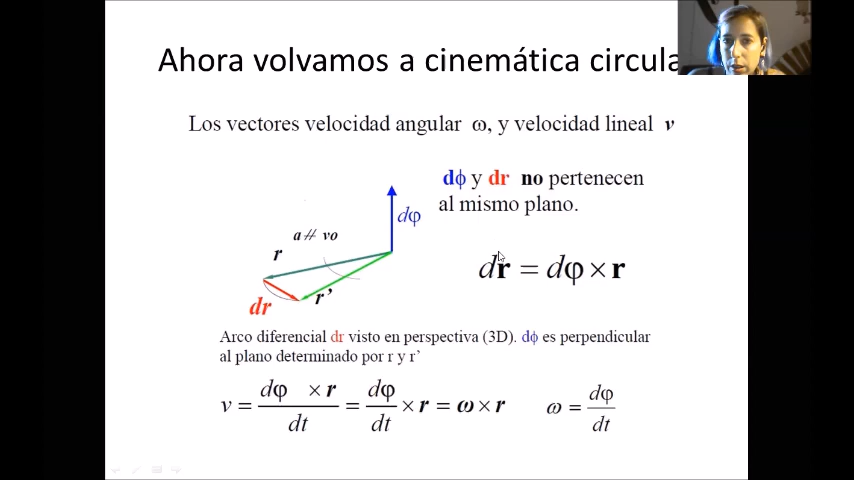 Ahora volvamos a cinemática circula
Los vectores velocidad angular ω, y velocidad lineal v
dϕ y dr no pertenecen
al mismo plano.
dφ
a// vo
r
r’
dr
dr = dφ × r
Arco diferencial dr visto en perspectiva (3D). dϕ es perpendicular
al plano determinado por r y r’
v = dφ × r / dt = dφ / dt × r = ω × r
ω = dφ / dt